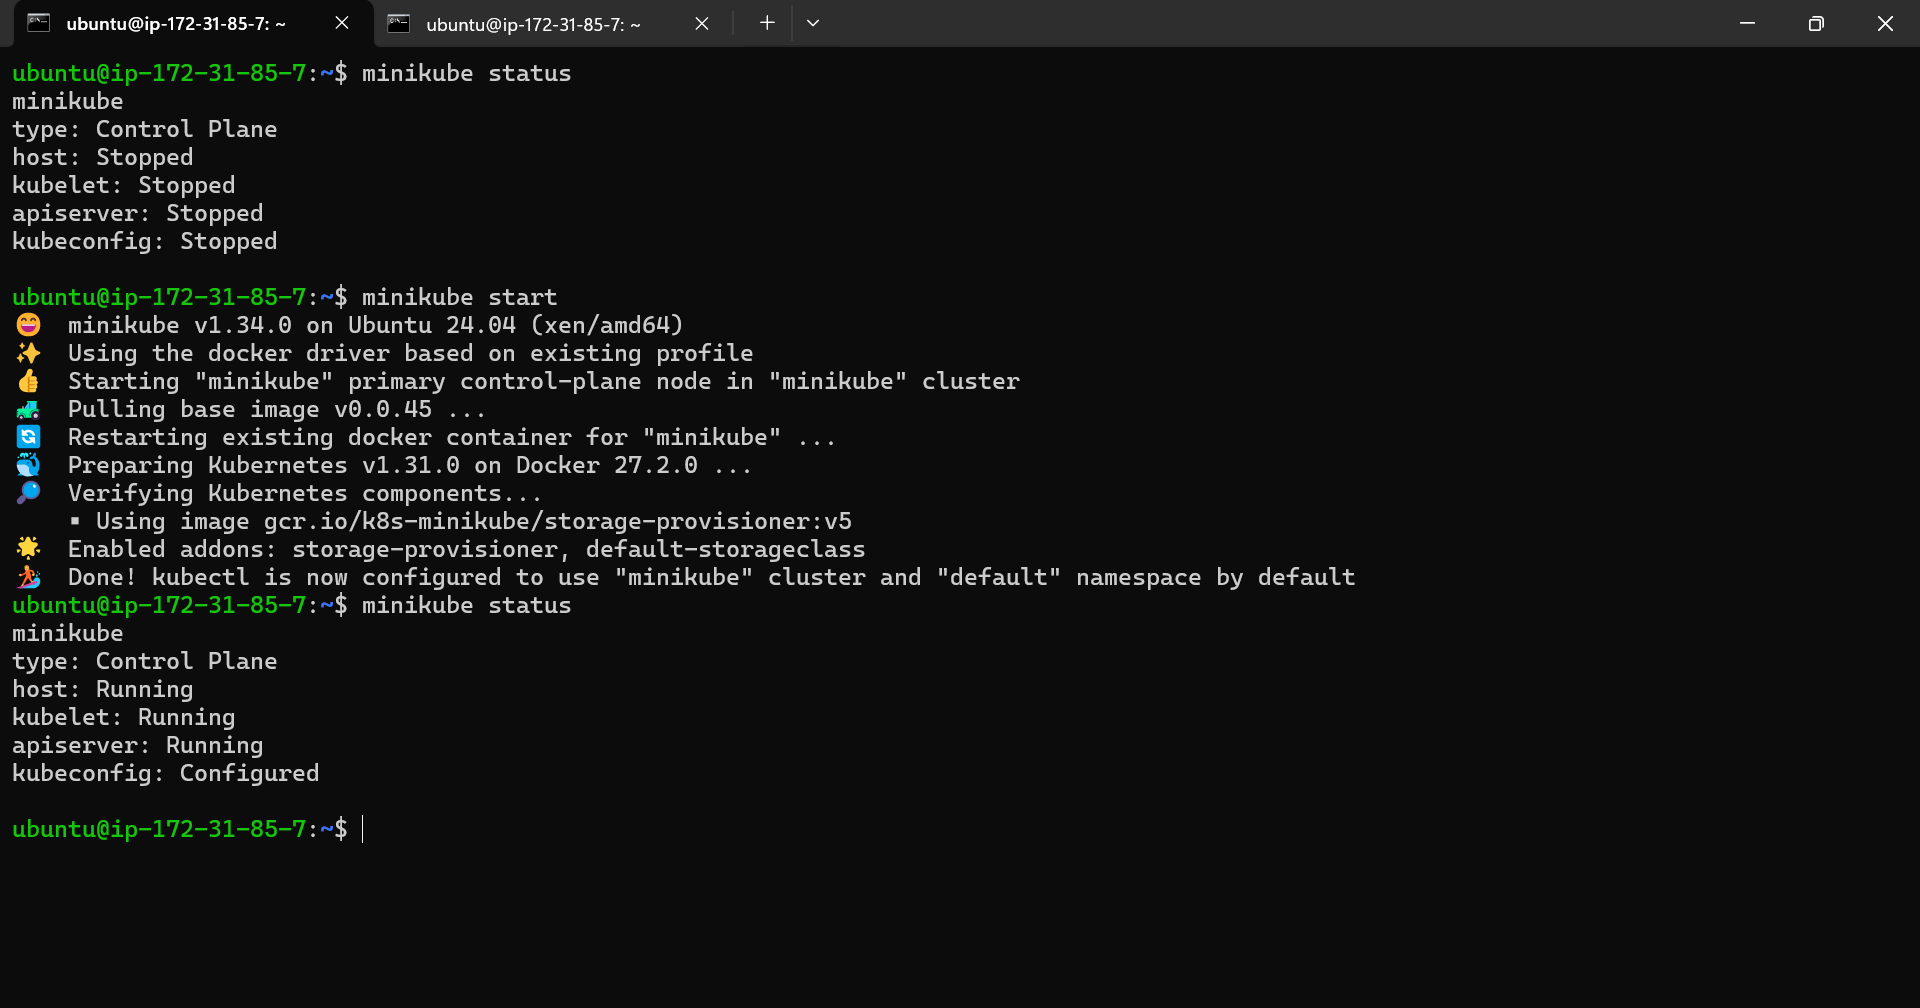 ubuntu@ip-172-31-85-7: ~
ubuntu@ip-172-31-85-7: ~
ubuntu@ip-172-31-85-7:~$ minikube status
minikube
type: Control Plane
host: Stopped
kubelet: Stopped
apiserver: Stopped
kubeconfig: Stopped
ubuntu@ip-172-31-85-7:~$ minikube start
😄  minikube v1.34.0 on Ubuntu 24.04 (xen/amd64)
✨  Using the docker driver based on existing profile
👍  Starting "minikube" primary control-plane node in "minikube" cluster
🚜  Pulling base image v0.0.45 ...
🔄  Restarting existing docker container for "minikube" ...
🐳  Preparing Kubernetes v1.31.0 on Docker 27.2.0 ...
🔎  Verifying Kubernetes components...
▪ Using image gcr.io/k8s-minikube/storage-provisioner:v5
🌟  Enabled addons: storage-provisioner, default-storageclass
🏄  Done! kubectl is now configured to use "minikube" cluster and "default" namespace by default
ubuntu@ip-172-31-85-7:~$ minikube status
minikube
type: Control Plane
host: Running
kubelet: Running
apiserver: Running
kubeconfig: Configured
ubuntu@ip-172-31-85-7:~$